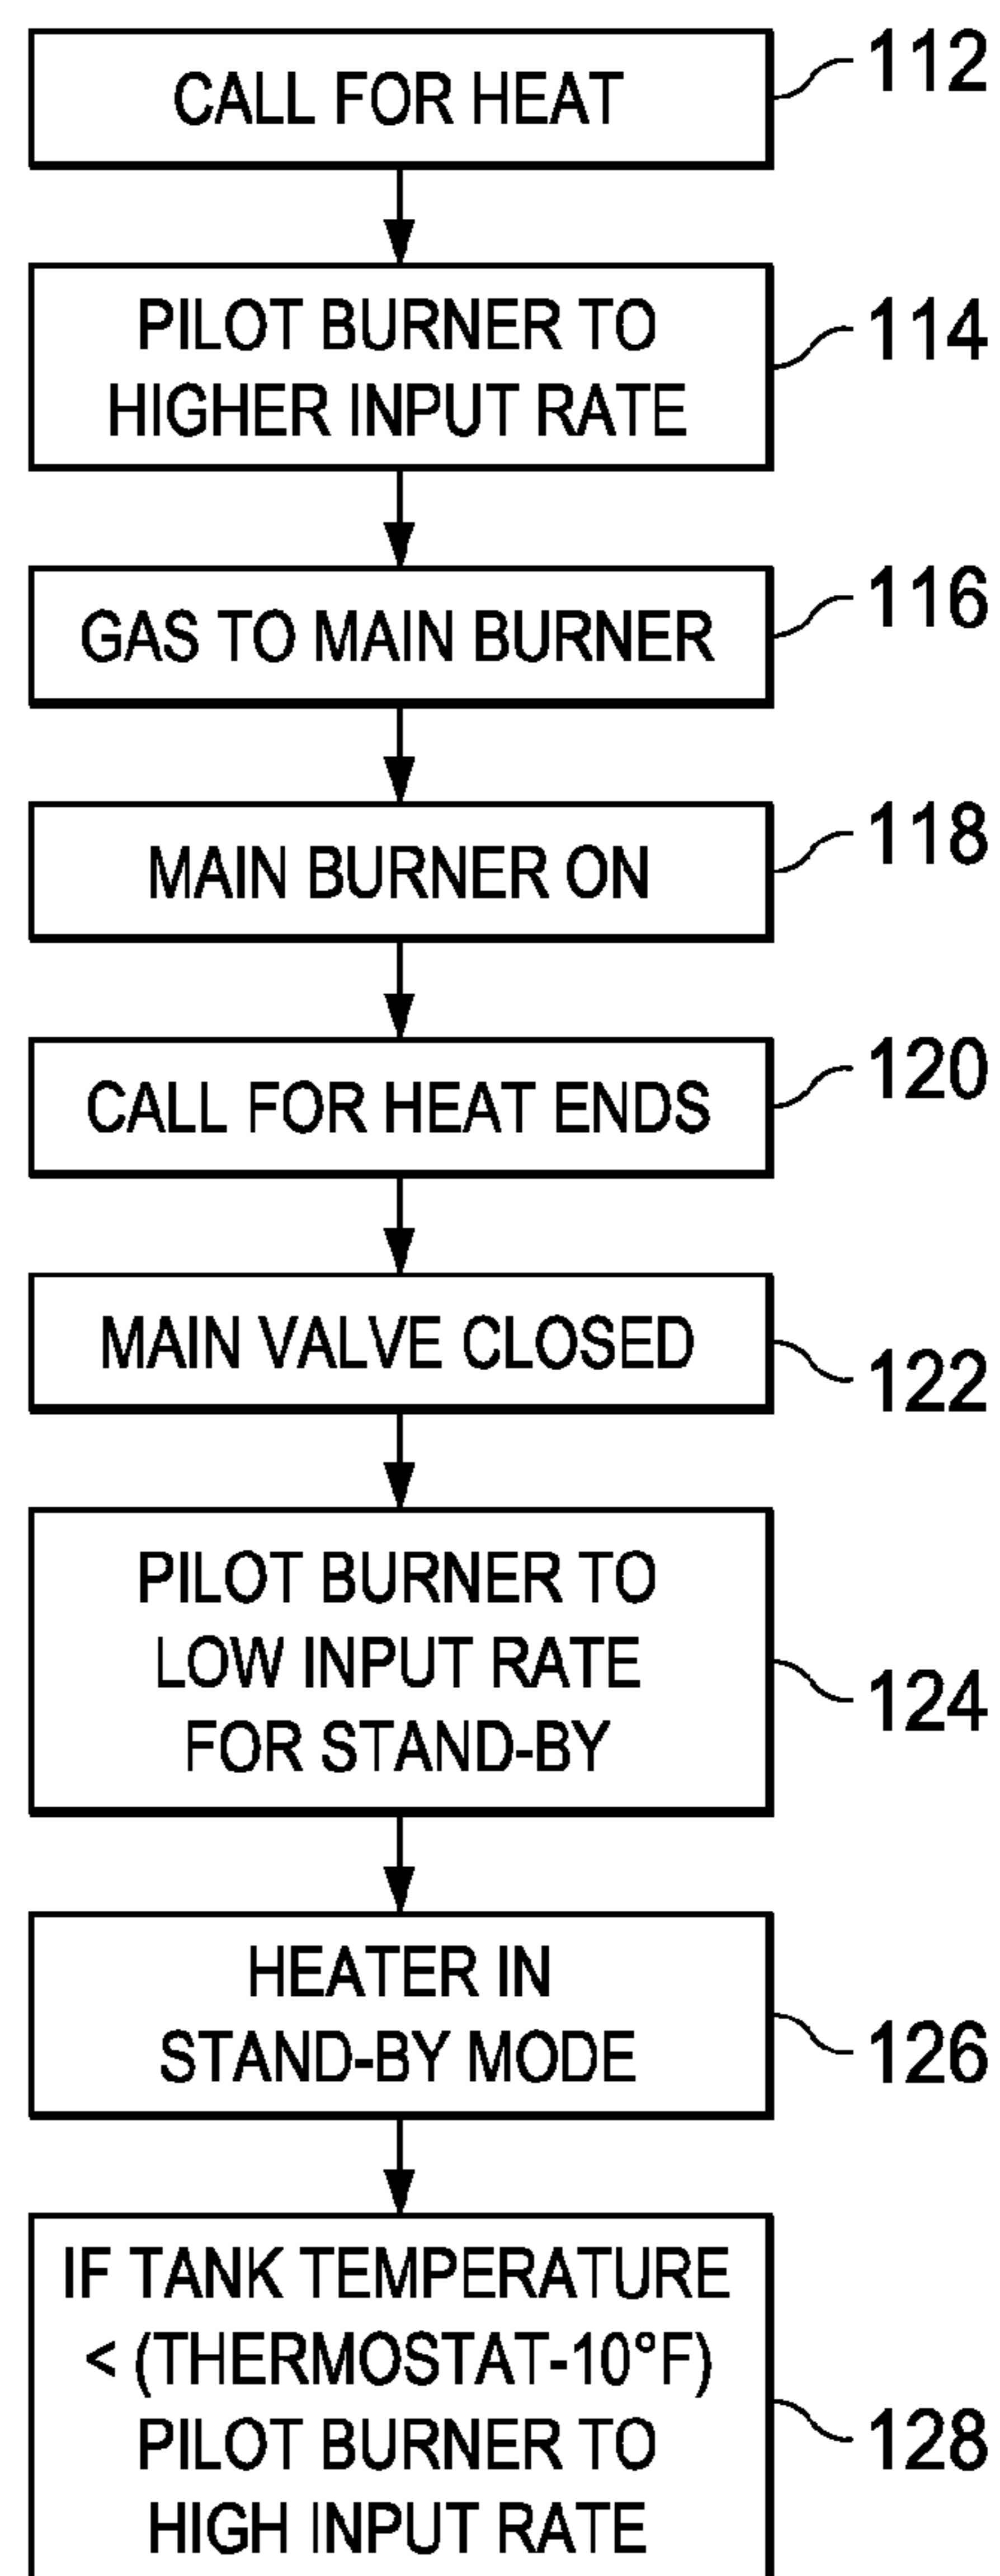 CALL FOR HEAT
112
PILOT BURNER TO
HIGHER INPUT RATE
114
GAS TO MAIN BURNER
116
MAIN BURNER ON
118
CALL FOR HEAT ENDS
120
MAIN VALVE CLOSED
122
PILOT BURNER TO
LOW INPUT RATE
FOR STAND-BY
124
HEATER IN
STAND-BY MODE
126
IF TANK TEMPERATURE
< (THERMOSTAT-10°F)
PILOT BURNER TO
HIGH INPUT RATE
128